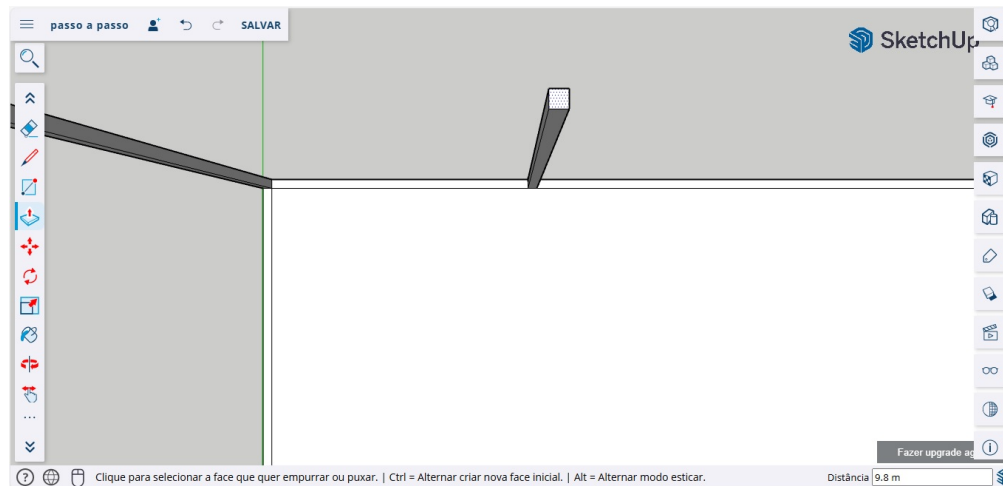 passo a passo SALVAR
SketchUp
Fazer upgrade ag
Clique para selecionar a face que quer empurrar ou puxar. | Ctrl = Alternar criar nova face inicial. | Alt = Alternar modo esticar. Distância 9.8 m